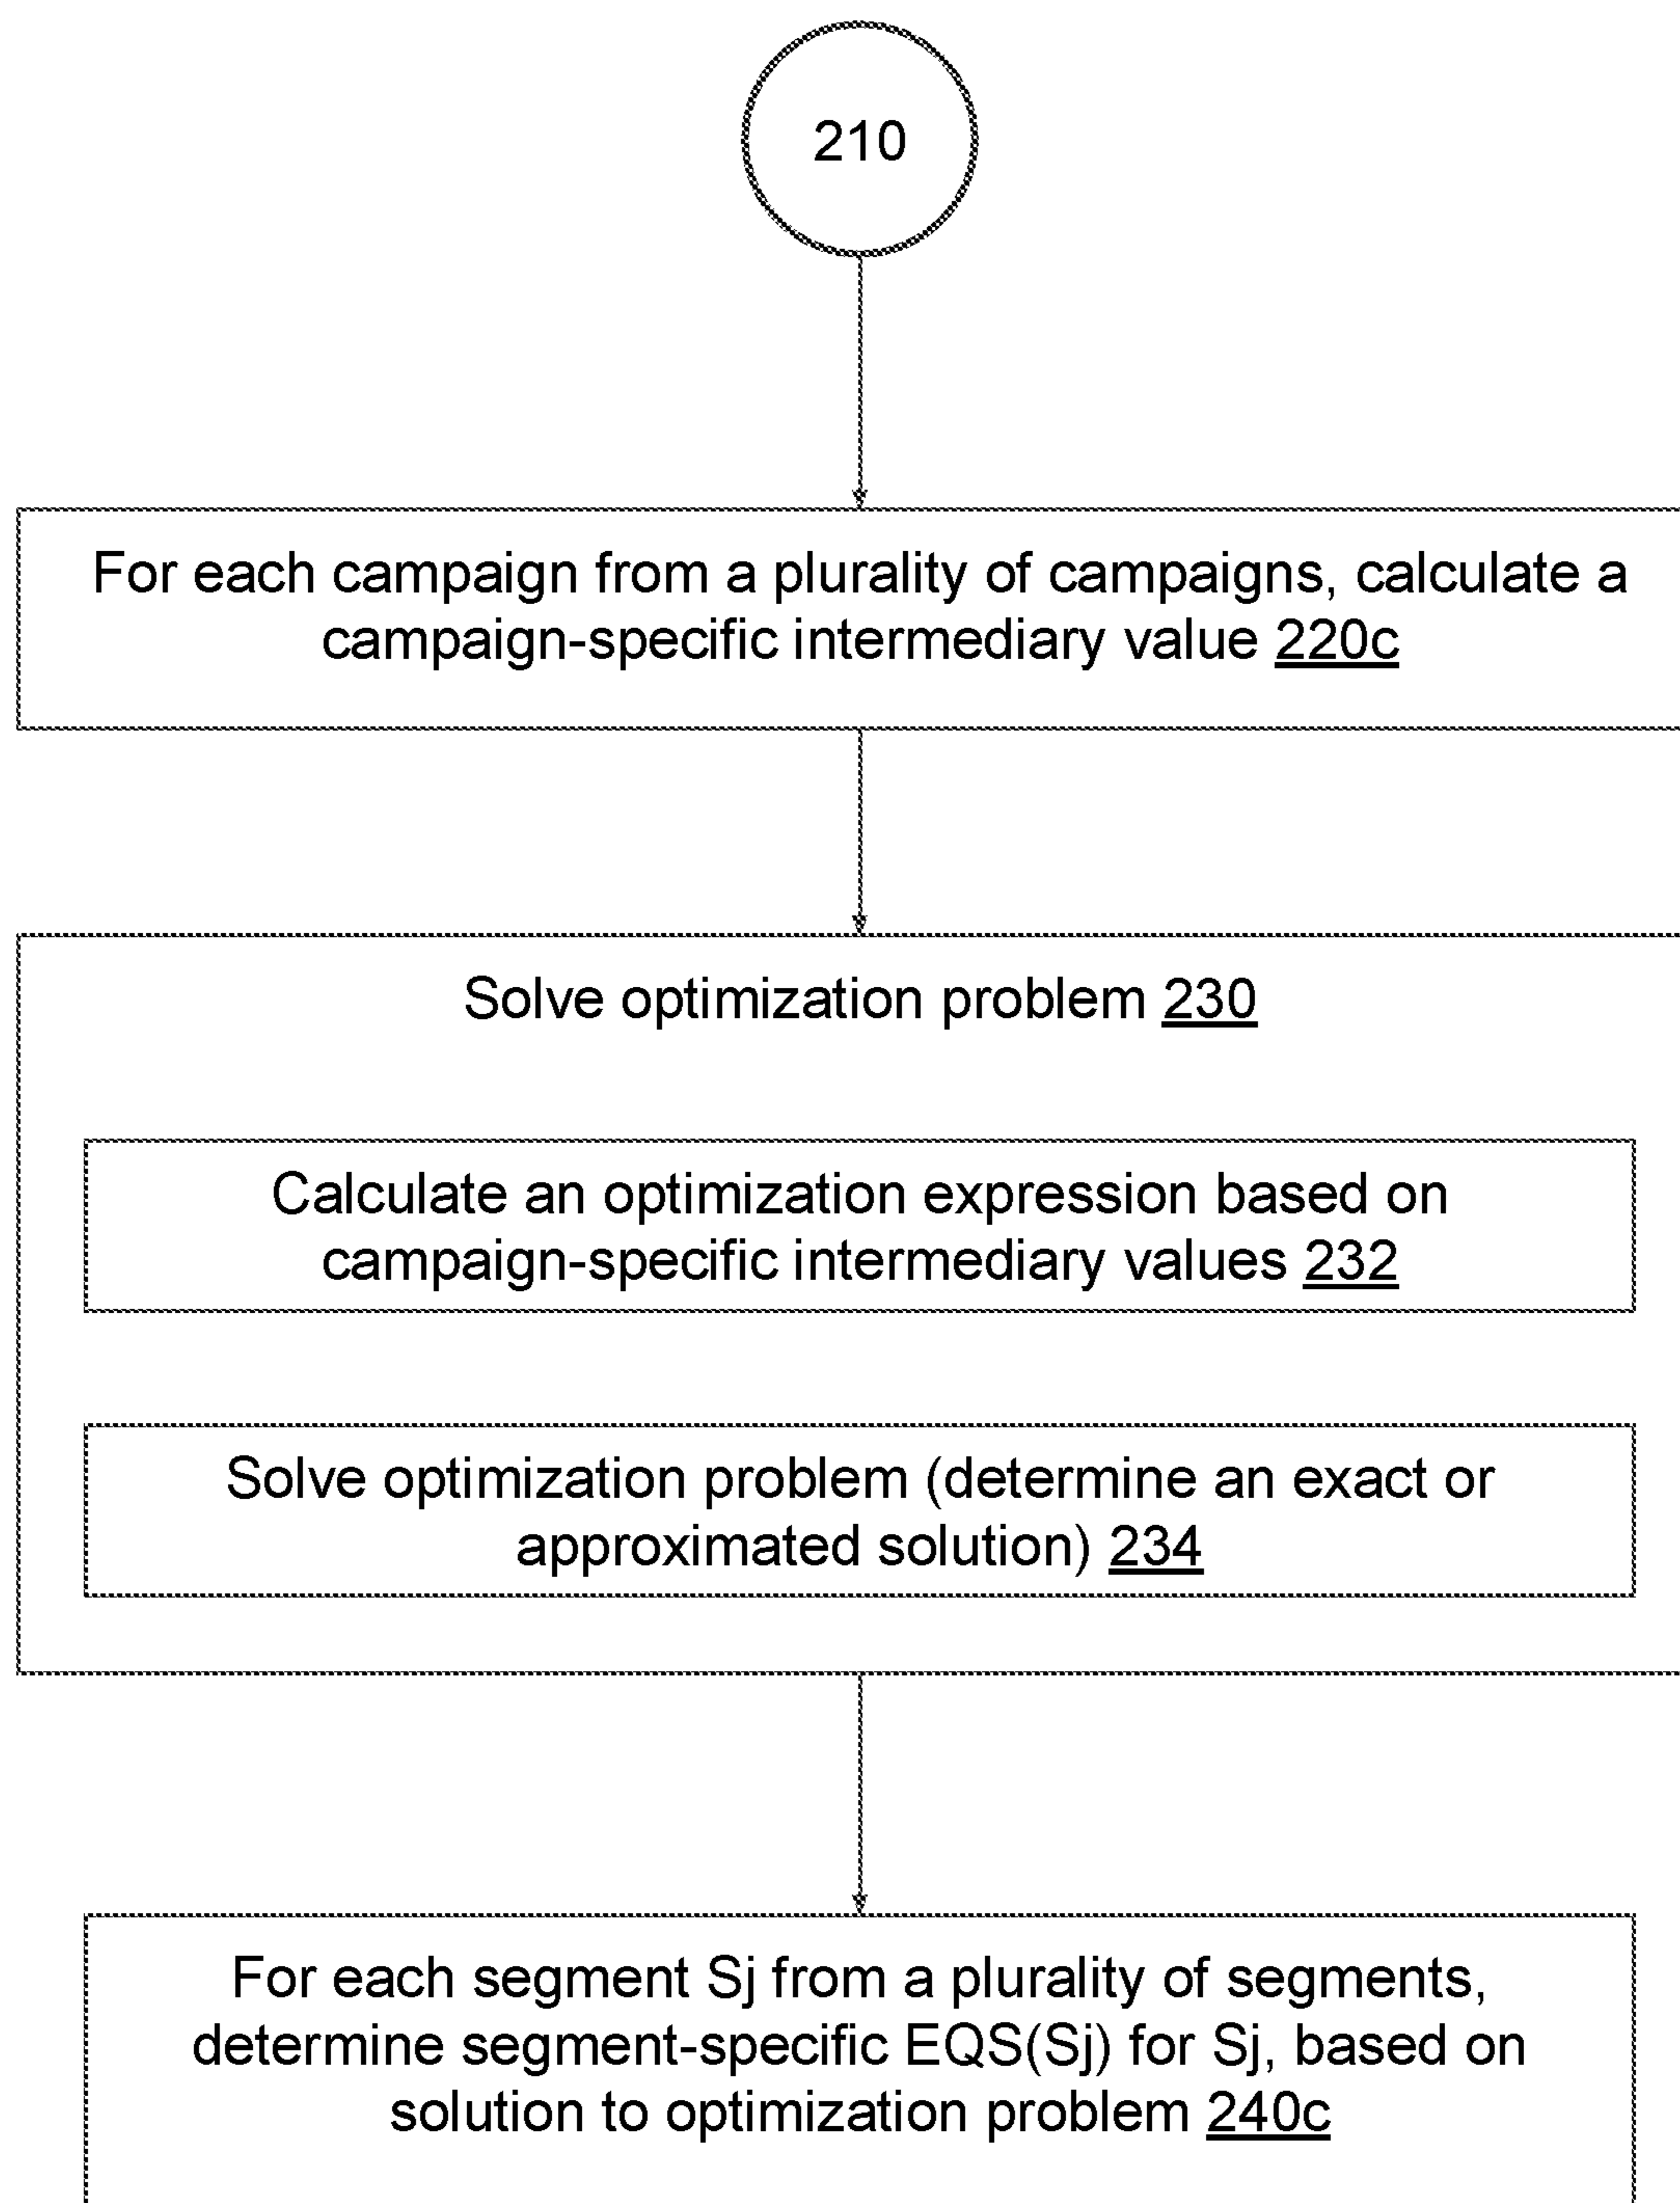 210
For each campaign from a plurality of campaigns, calculate a
campaign-specific intermediary value 220c
Solve optimization problem 230
Calculate an optimization expression based on
campaign-specific intermediary values 232
Solve optimization problem (determine an exact or
approximated solution) 234
For each segment Sj from a plurality of segments,
determine segment-specific EQS(Sj) for Sj, based on
solution to optimization problem 240c